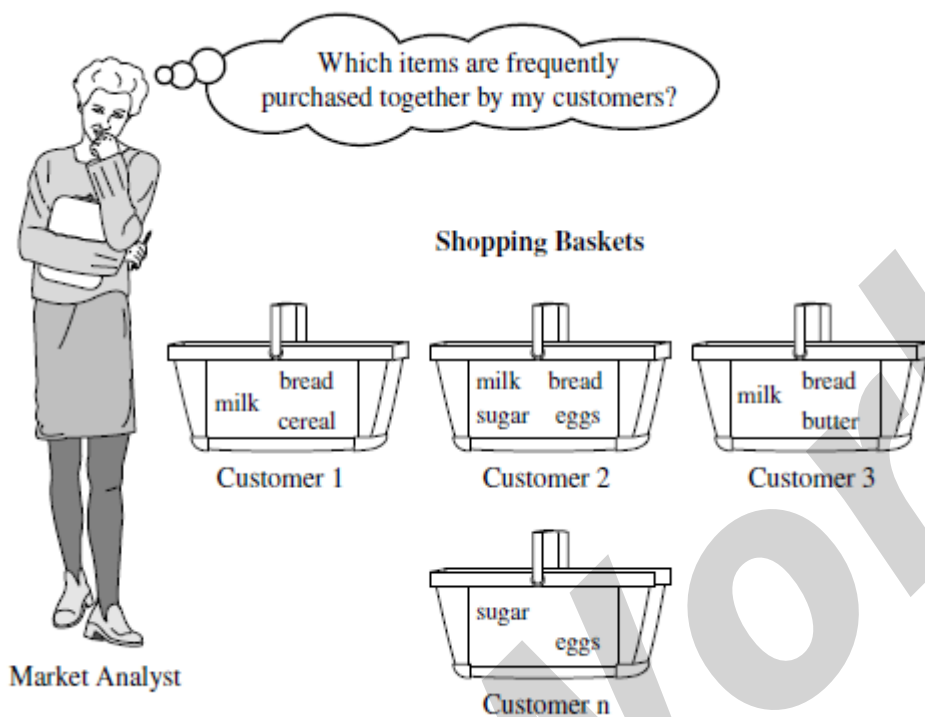 Which items are frequently
purchased together by my customers?
Shopping Baskets
milk
bread
cereal
milk bread
sugar eggs
milk
bread
butter
Customer 1
Customer 2
Customer 3
sugar
eggs
Market Analyst
Customer n